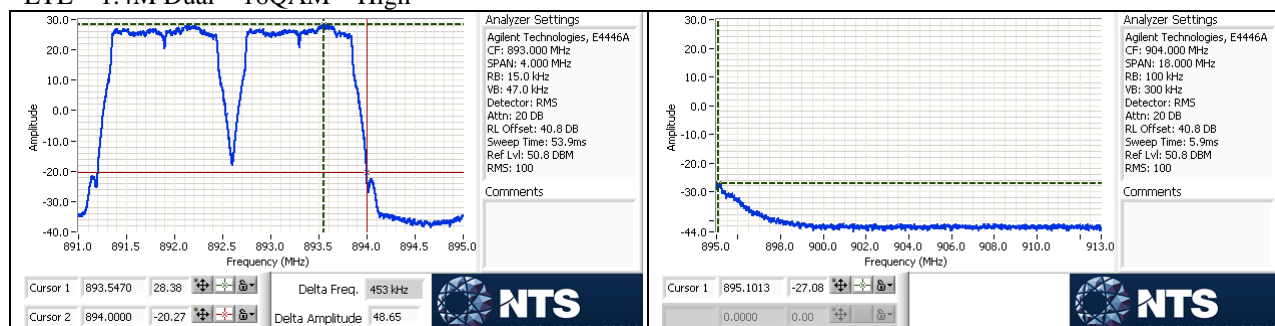 LTE 1.4M Dual 16QAM High
30.0
20.0
10.0
0.0
-10.0
-20.0
-30.0
-40.0
Amplitude
891.0 891.5 892.0 892.5 893.0 893.5 894.0 894.5 895.0
Frequency (MHz)
Analyzer Settings
Agilent Technologies, E4446A
CF: 893.000 MHz
SPAN: 4.000 MHz
RB: 15.0 kHz
VB: 47.0 kHz
Detector: RMS
Attn: 20 DB
RL Offset: 40.8 DB
Sweep Time: 53.9ms
Ref Lvl: 50.8 DBM
RMS: 100
Comments
Cursor 1 893.5470 28.38
Cursor 2 894.0000 -20.27
Delta Freq. 453 kHz
Delta Amplitude 48.65
NTS
30.0
20.0
10.0
0.0
-10.0
-20.0
-30.0
-44.0
Amplitude
895.0 898.0 900.0 902.0 904.0 906.0 908.0 910.0 913.0
Frequency (MHz)
Analyzer Settings
Agilent Technologies, E4446A
CF: 904.000 MHz
SPAN: 18.000 MHz
RB: 100 kHz
VB: 300 kHz
Detector: RMS
Attn: 20 DB
RL Offset: 40.8 DB
Sweep Time: 5.9ms
Ref Lvl: 50.8 DBM
RMS: 100
Comments
Cursor 1 895.1013 -27.08
0.0000 0.00
NTS